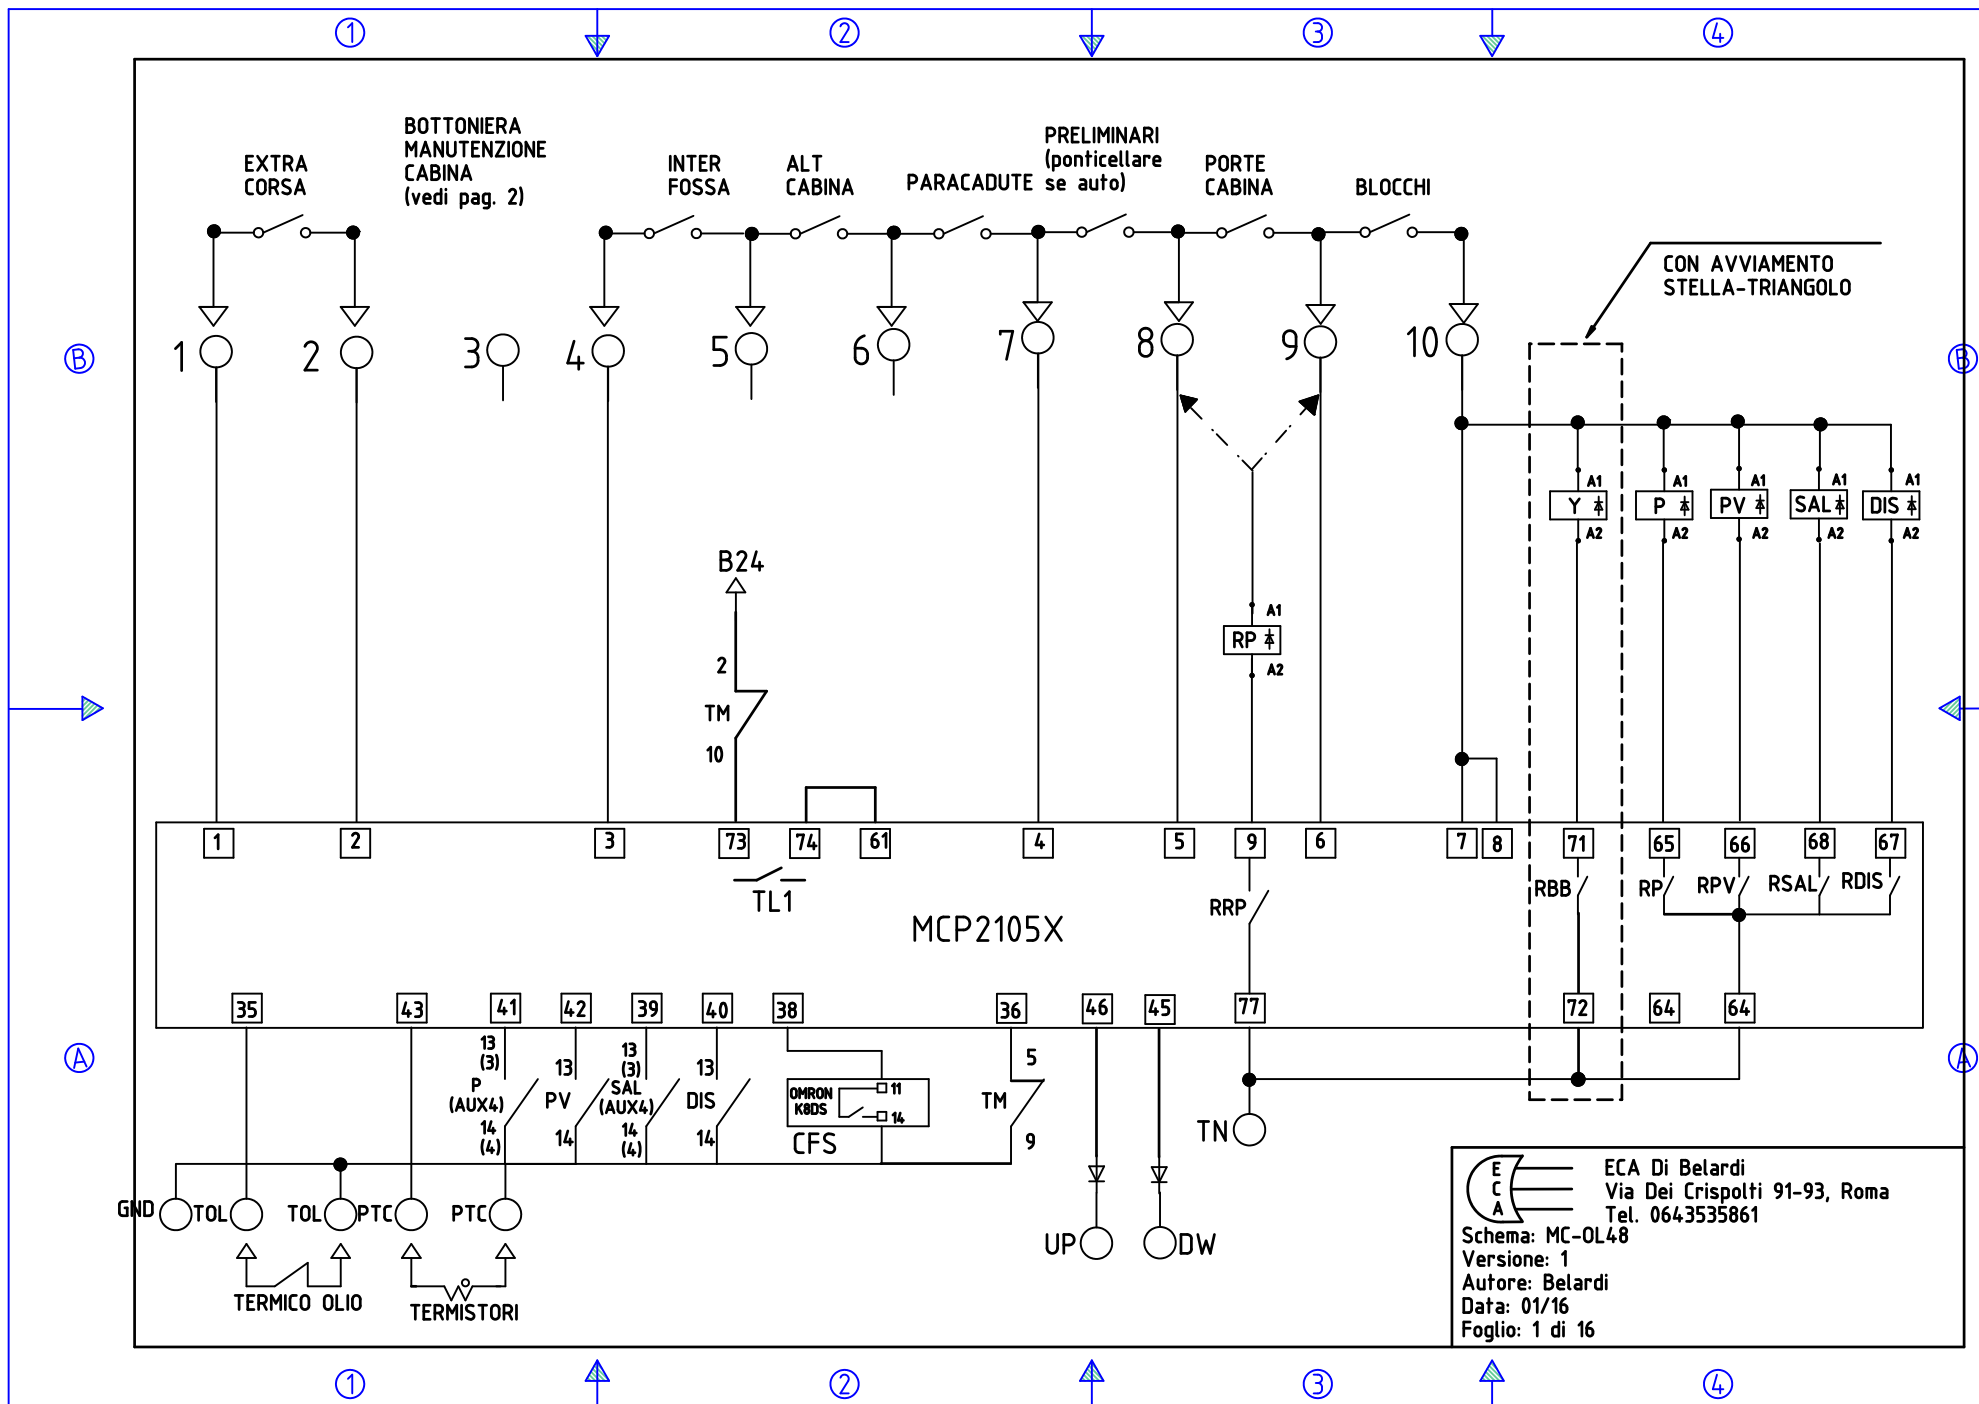 1 2 3 4
BOTTONIERA
MANUTENZIONE
CABINA
(vedi pag. 2)
EXTRA
CORSA
INTER
FOSSA
ALT
CABINA
PARACADUTE
PRELIMINARI
(ponticellare
se auto)
PORTE
CABINA
BLOCCHI
CON AVVIAMENTO
STELLA-TRIANGOLO
B 1 2 3 4 5 6 7 8 9 10 B
A1 A1 A1 A1 A1
Y P PV SAL DIS
A2 A2 A2 A2 A2
B24
A1
RP
A2
2
TM
10
1 2 3 73 74 61 4 5 9 6 7 8 71 65 66 68 67
TL1
RRP
RBB RP RPV RSAL RDIS
MCP2105X
35 43 41 42 39 40 38 36 46 45 77 72 64 64
A A
13
(3)
P
(AUX4)
14
(4)
13
PV
14
13
(3)
SAL
(AUX4)
14
(4)
13
DIS
14
OMRON
K8DS
11
14
CFS
5
TM
9
TN
GND TOL TOL PTC PTC
UP DW
TERMICO OLIO
TERMISTORI
E
C
A
ECA Di Belardi
Via Dei Crispolti 91-93, Roma
Tel. 0643535861
Schema: MC-OL48
Versione: 1
Autore: Belardi
Data: 01/16
Foglio: 1 di 16
1 2 3 4